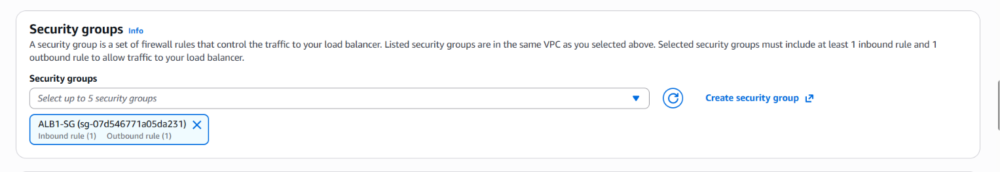 Security groups Info
A security group is a set of firewall rules that control the traffic to your load balancer. Listed security groups are in the same VPC as you selected above. Selected security groups must include at least 1 inbound rule and 1
outbound rule to allow traffic to your load balancer.
Security groups
Select up to 5 security groups
Create security group
ALB1-SG (sg-07d546771a05da231)
Inbound rule (1) Outbound rule (1)